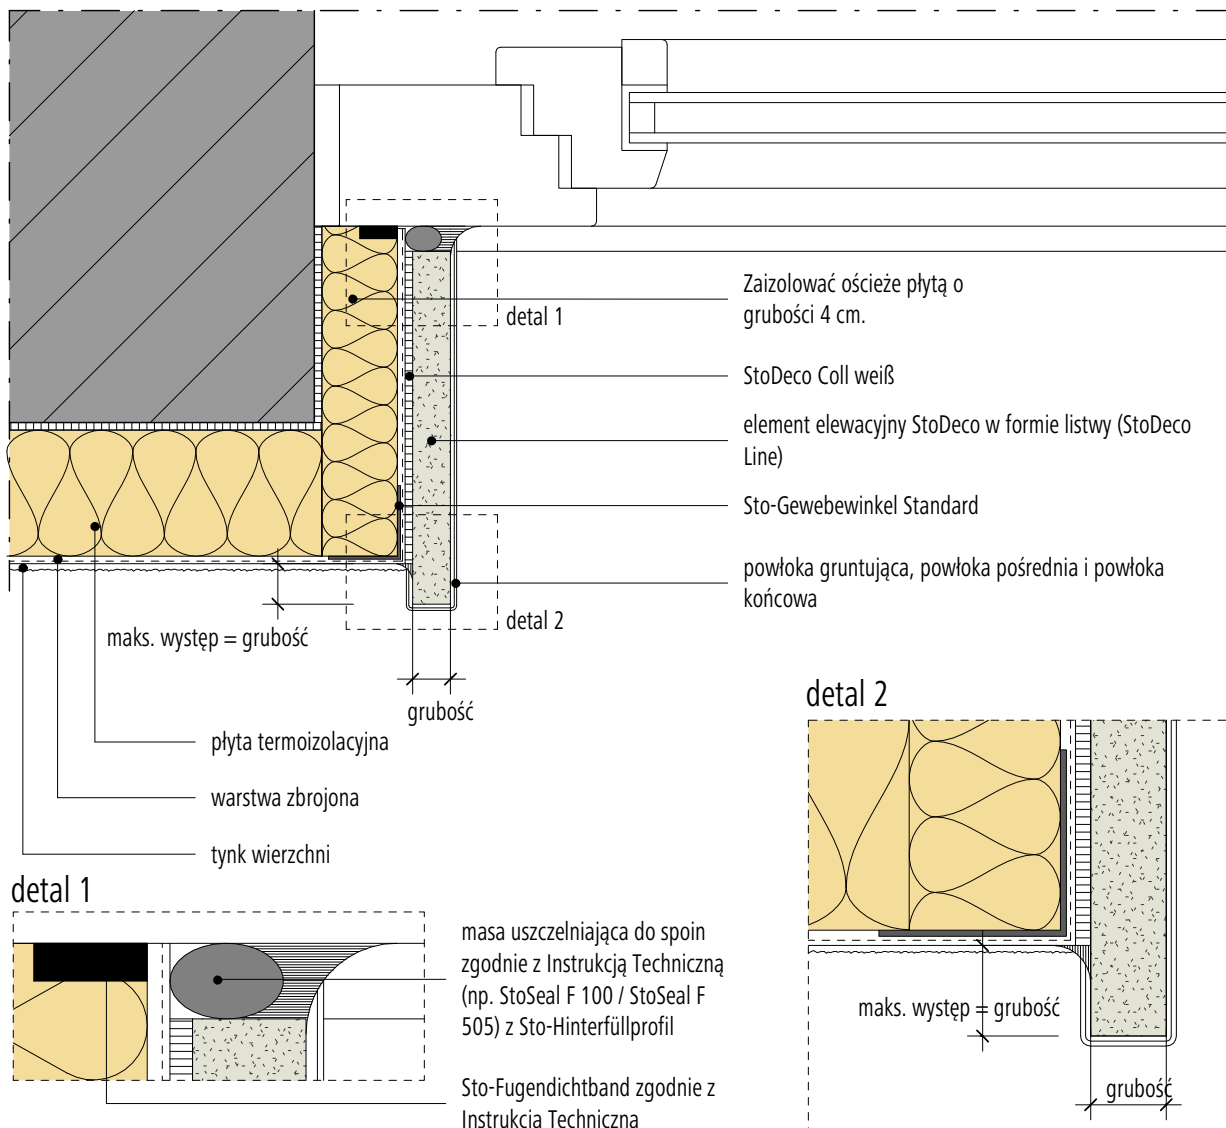 Zaizolować ościeże płytą o
grubości 4 cm.
detal 1
StoDeco Coll weiß
element elewacyjny StoDeco w formie listwy (StoDeco
Line)
Sto-Gewebewinkel Standard
powłoka gruntująca, powłoka pośrednia i powłoka
końcowa
detal 2
maks. występ = grubość
grubość
płyta termoizolacyjna
warstwa zbrojona
tynk wierzchni
detal 1
masa uszczelniająca do spoin
zgodnie z Instrukcją Techniczną
(np. StoSeal F 100 / StoSeal F
505) z Sto-Hinterfüllprofil
Sto-Fugendichtband zgodnie z
Instrukcją Techniczną
detal 2
maks. występ = grubość
grubość